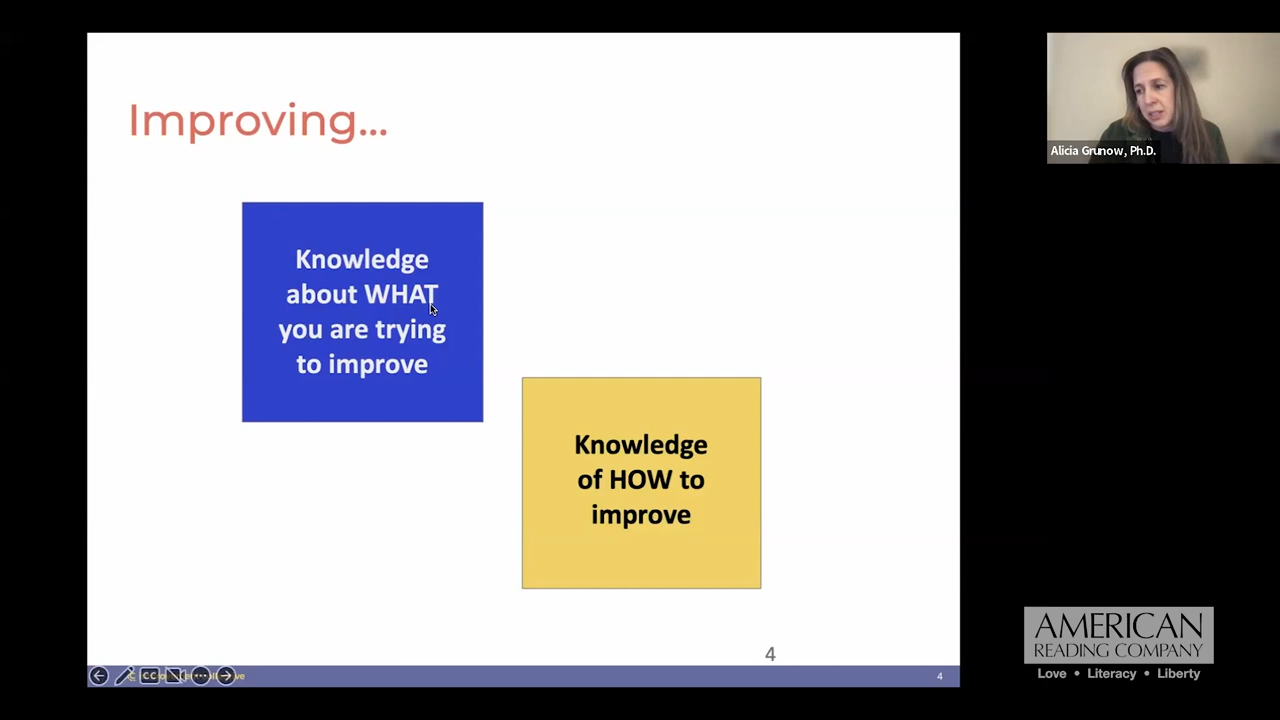 Improving...
Knowledge
about WHAT
you are trying
to improve
Knowledge
of HOW to
improve
4
CC
4
Alicia Grunow, Ph.D.
AMERICAN
READING COMPANY
Love • Literacy • Liberty